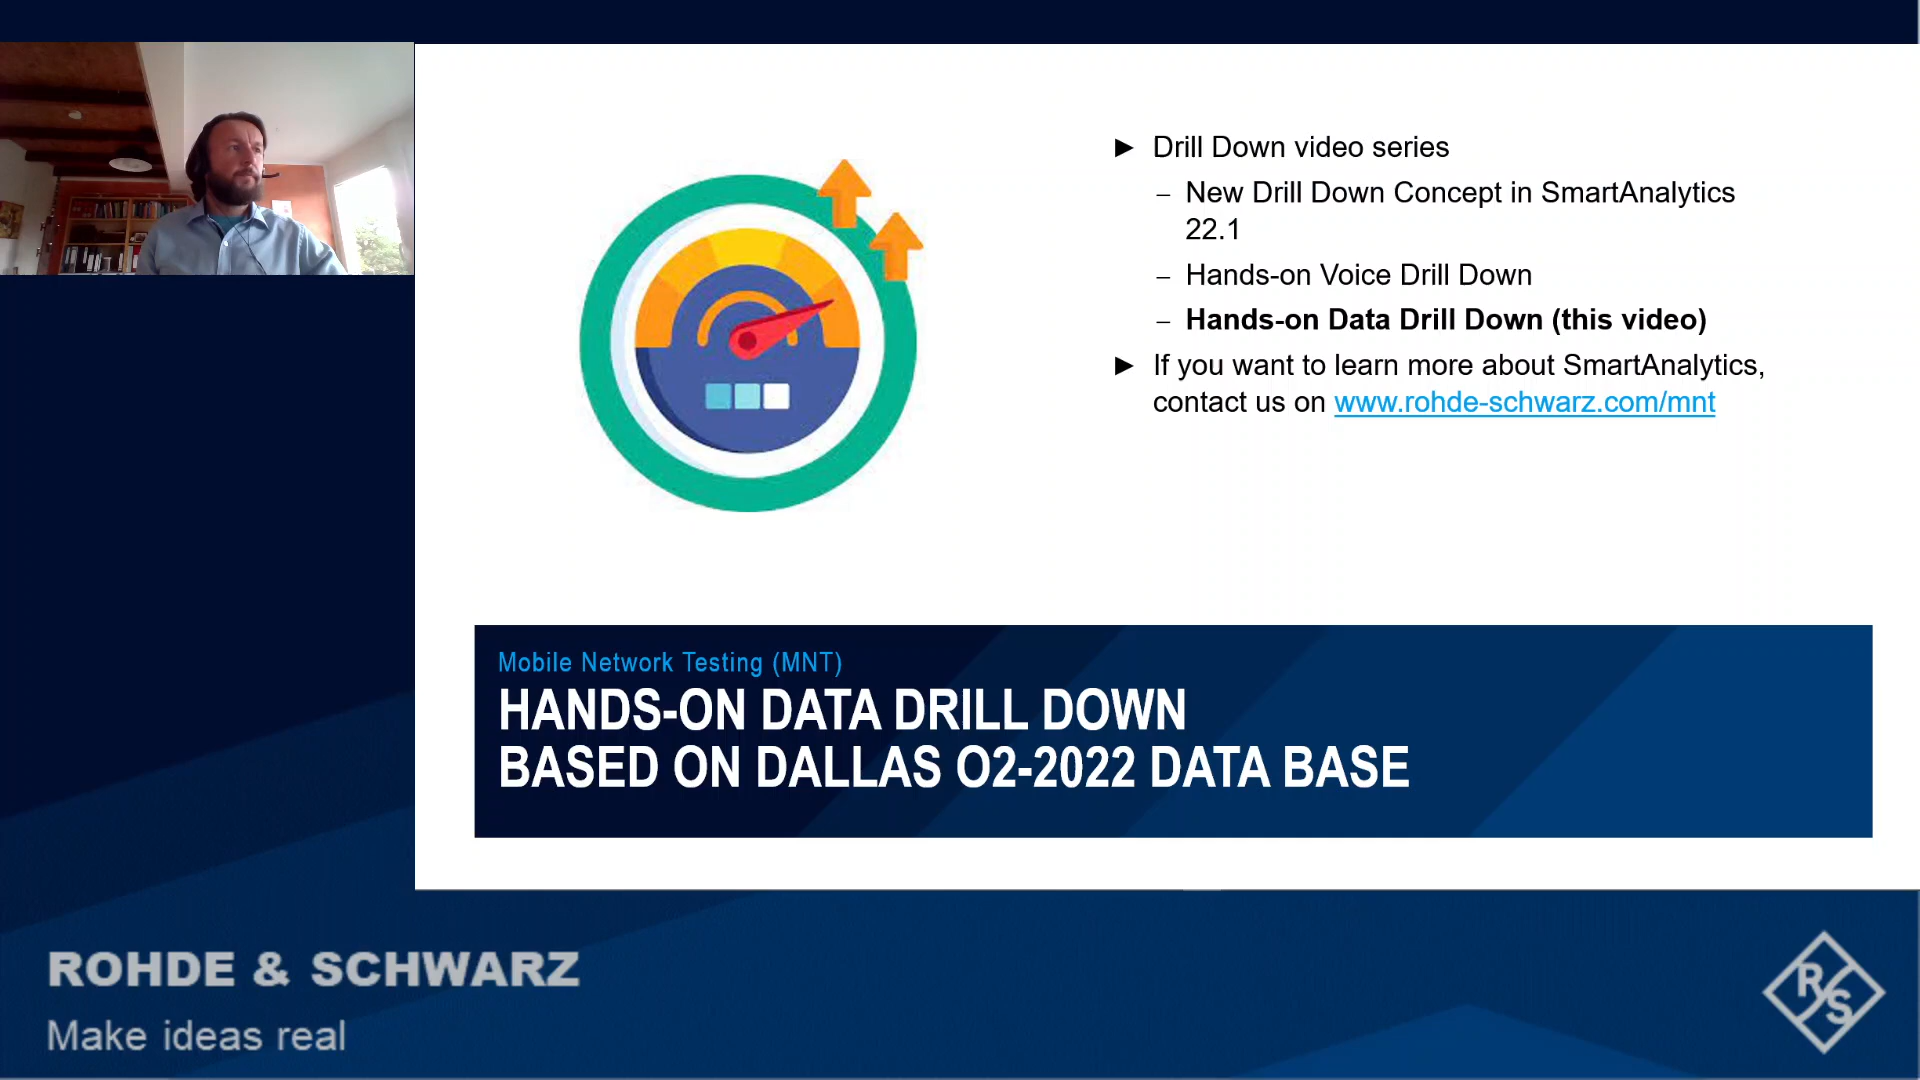 ► Drill Down video series
– New Drill Down Concept in SmartAnalytics
22.1
– Hands-on Voice Drill Down
– Hands-on Data Drill Down (this video)
► If you want to learn more about SmartAnalytics,
contact us on www.rohde-schwarz.com/mnt
Mobile Network Testing (MNT)
HANDS-ON DATA DRILL DOWN
BASED ON DALLAS O2-2022 DATA BASE
ROHDE & SCHWARZ
Make ideas real
R S